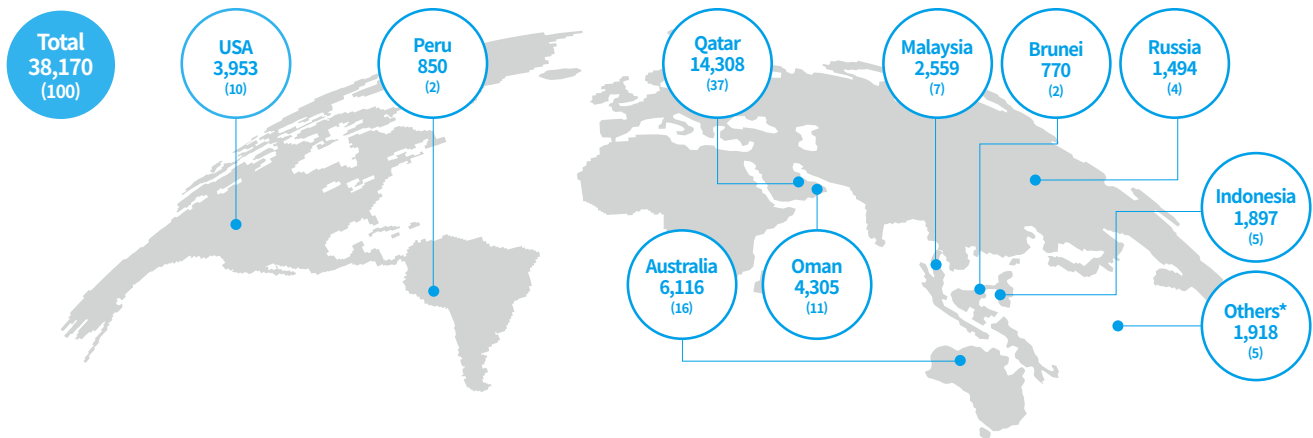 Total
38,170
(100)
USA
3,953
(10)
Peru
850
(2)
Qatar
14,308
(37)
Malaysia
2,559
(7)
Brunei
770
(2)
Russia
1,494
(4)
Indonesia
1,897
(5)
Australia
6,116
(16)
Oman
4,305
(11)
Others*
1,918
(5)